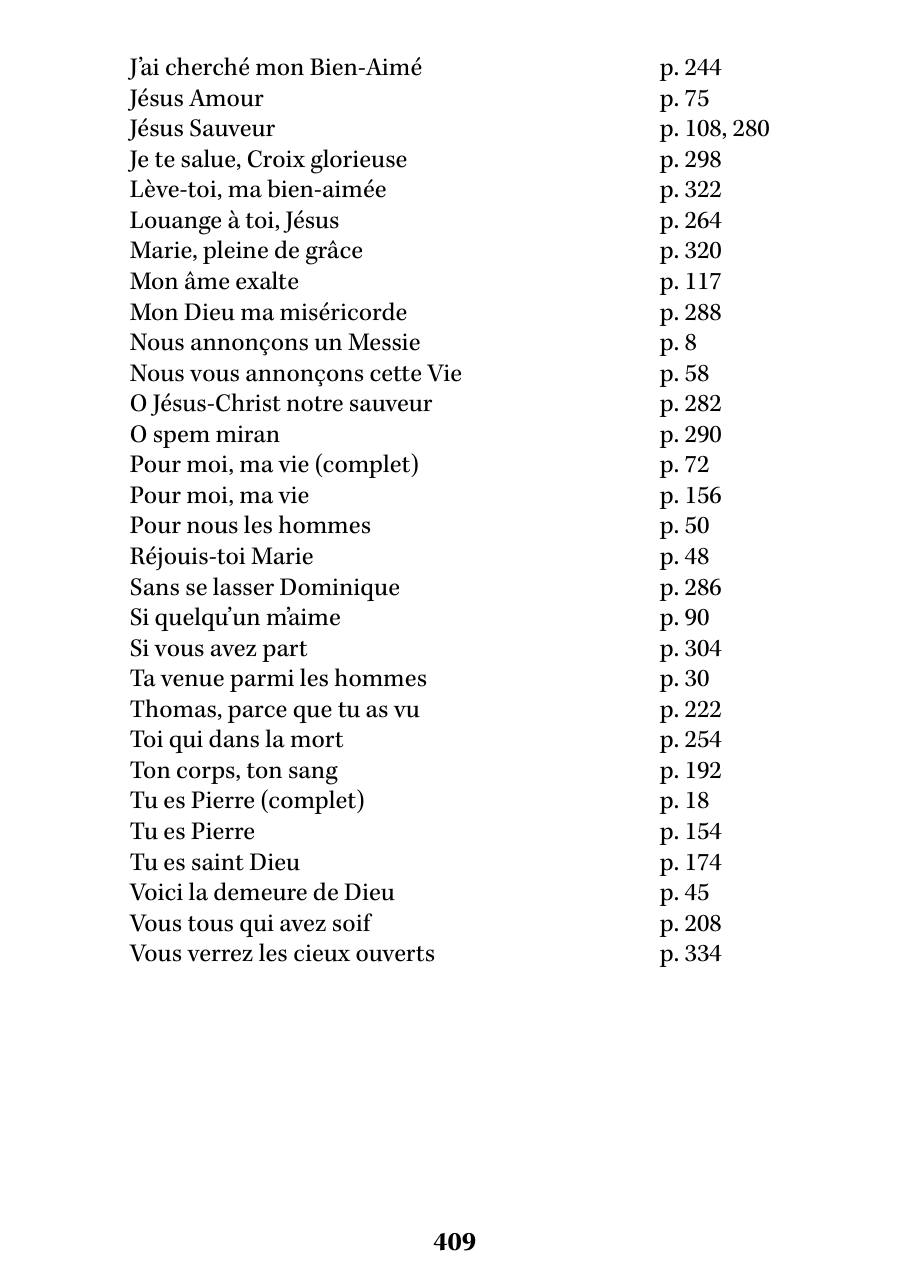 J’ai cherché mon Bien-Aimé p. 244
Jésus Amour p. 75
Jésus Sauveur p. 108, 280
Je te salue, Croix glorieuse p. 298
Lève-toi, ma bien-aimée p. 322
Louange à toi, Jésus p. 264
Marie, pleine de grâce p. 320
Mon âme exalte p. 117
Mon Dieu ma miséricorde p. 288
Nous annonçons un Messie p. 8
Nous vous annonçons cette Vie p. 58
O Jésus-Christ notre sauveur p. 282
O spem miran p. 290
Pour moi, ma vie (complet) p. 72
Pour moi, ma vie p. 156
Pour nous les hommes p. 50
Réjouis-toi Marie p. 48
Sans se lasser Dominique p. 286
Si quelqu’un m’aime p. 90
Si vous avez part p. 304
Ta venue parmi les hommes p. 30
Thomas, parce que tu as vu p. 222
Toi qui dans la mort p. 254
Ton corps, ton sang p. 192
Tu es Pierre (complet) p. 18
Tu es Pierre p. 154
Tu es saint Dieu p. 174
Voici la demeure de Dieu p. 45
Vous tous qui avez soif p. 208
Vous verrez les cieux ouverts p. 334
409